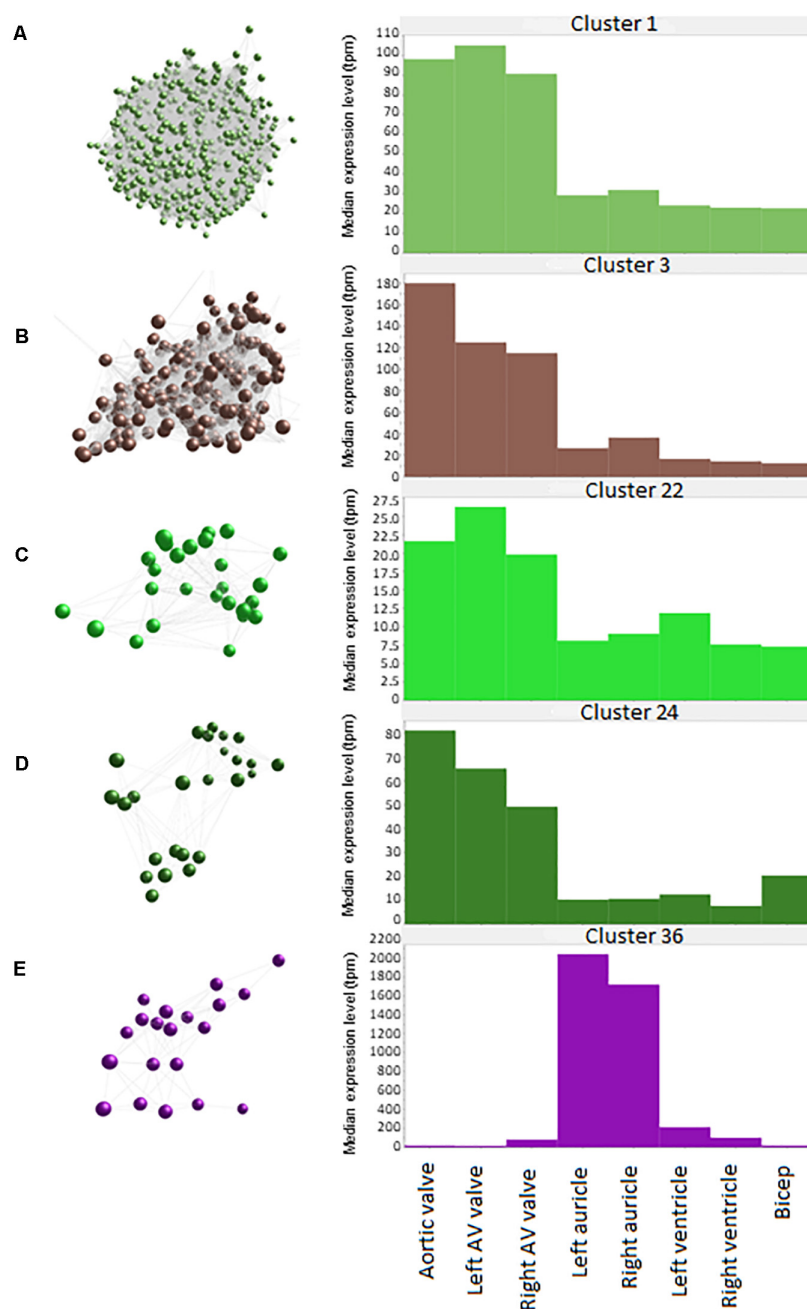 A
Cluster 1
Median expression level (tpm)
110
100
90
80
70
60
50
40
30
20
10
0
B
Cluster 3
Median expression level (tpm)
180
160
140
120
100
80
60
40
20
0
C
Cluster 22
Median expression level (tpm)
27.5
25.0
22.5
20.0
17.5
15.0
12.5
10.0
7.5
5.0
2.5
0
D
Cluster 24
Median expression level (tpm)
80
70
60
50
40
30
20
10
0
E
Cluster 36
Median expression level (tpm)
2200
2000
1800
1600
1400
1200
1000
800
600
400
200
0
Aortic valve
Left AV valve
Right AV valve
Left auricle
Right auricle
Left ventricle
Right ventricle
Bicep